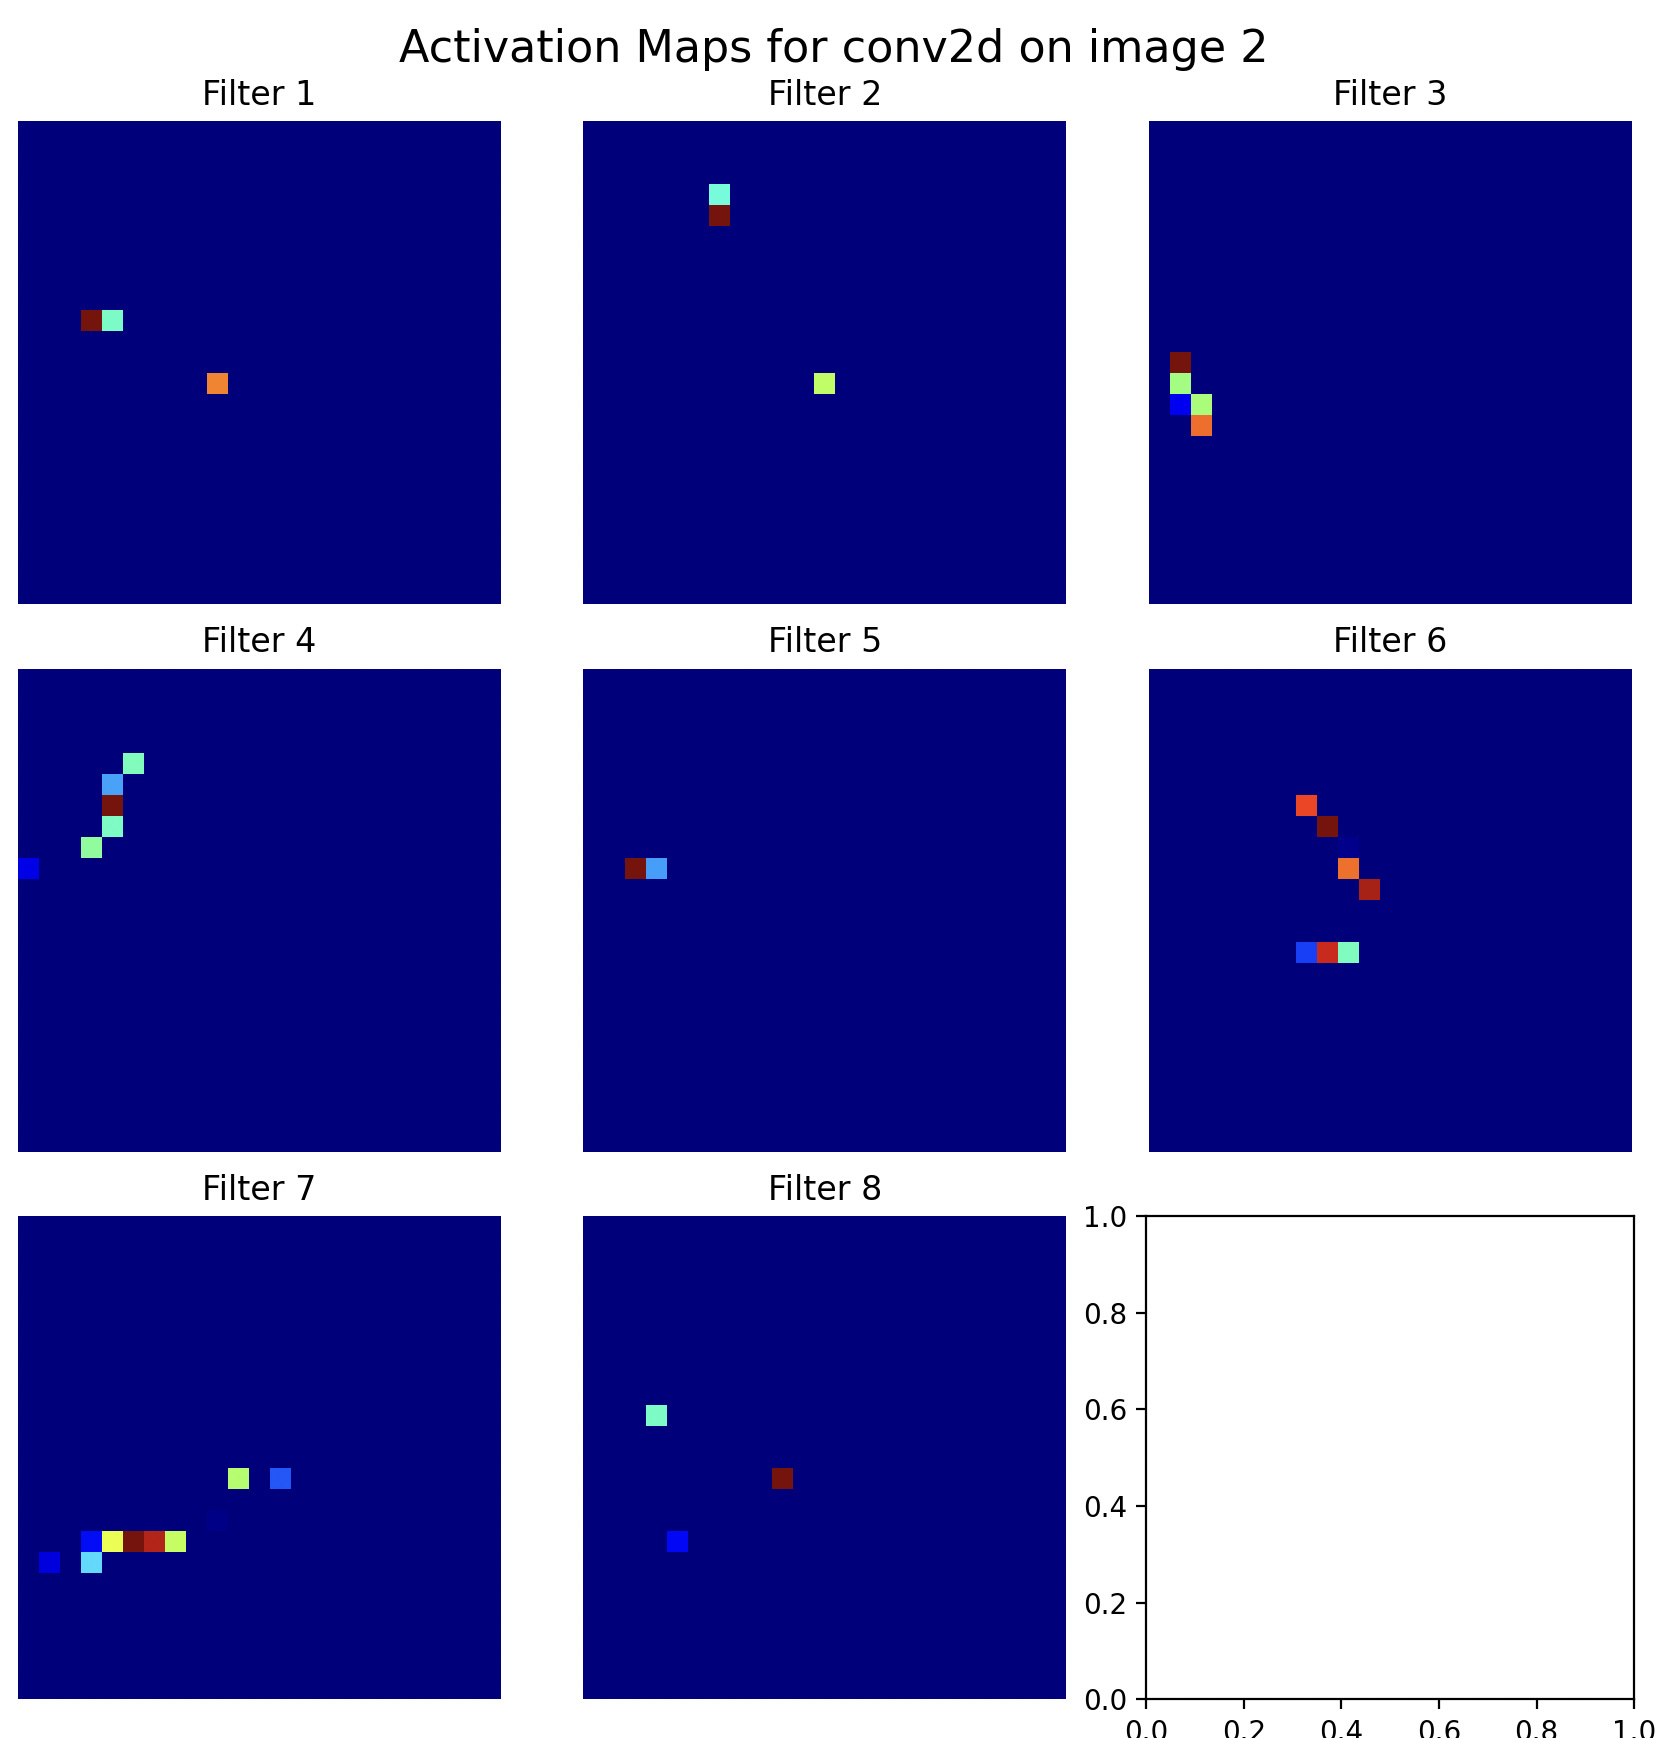 Activation Maps for conv2d on image 2
Filter 1
Filter 2
Filter 3
Filter 4
Filter 5
Filter 6
Filter 7
Filter 8
1.0
0.8
0.6
0.4
0.2
0.0
0.0 0.2 0.4 0.6 0.8 1.0